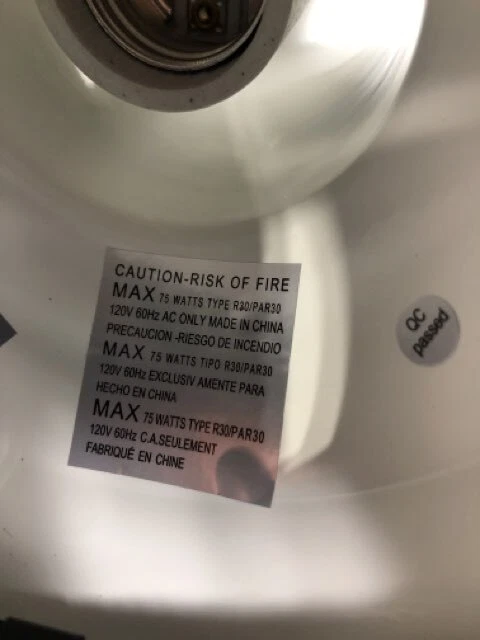 CAUTION-RISK OF FIRE
MAX 75 WATTS TYPE R30/PAR30
120V 60Hz AC ONLY MADE IN CHINA
PRECAUCION -RIESGO DE INCENDIO
MAX 75 WATTS TIPO R30/PAR30
120V 60Hz EXCLUSIV AMENTE PARA
HECHO EN CHINA
MAX 75 WATTS TYPE R30/PAR30
120V 60Hz C.A.SEULEMENT
FABRIQUÉ EN CHINE
QC
passed